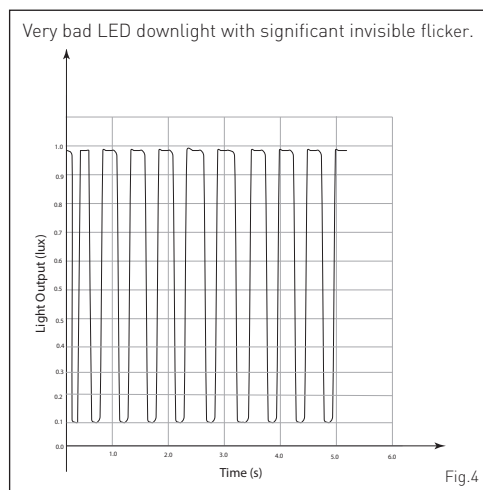 Very bad LED downlight with significant invisible flicker.
1.0
0.9
0.8
0.7
0.6
0.5
0.4
0.3
0.2
0.1
0.0
Light Output (lux)
1.0 2.0 3.0 4.0 5.0 6.0
Time (s)
Fig.4